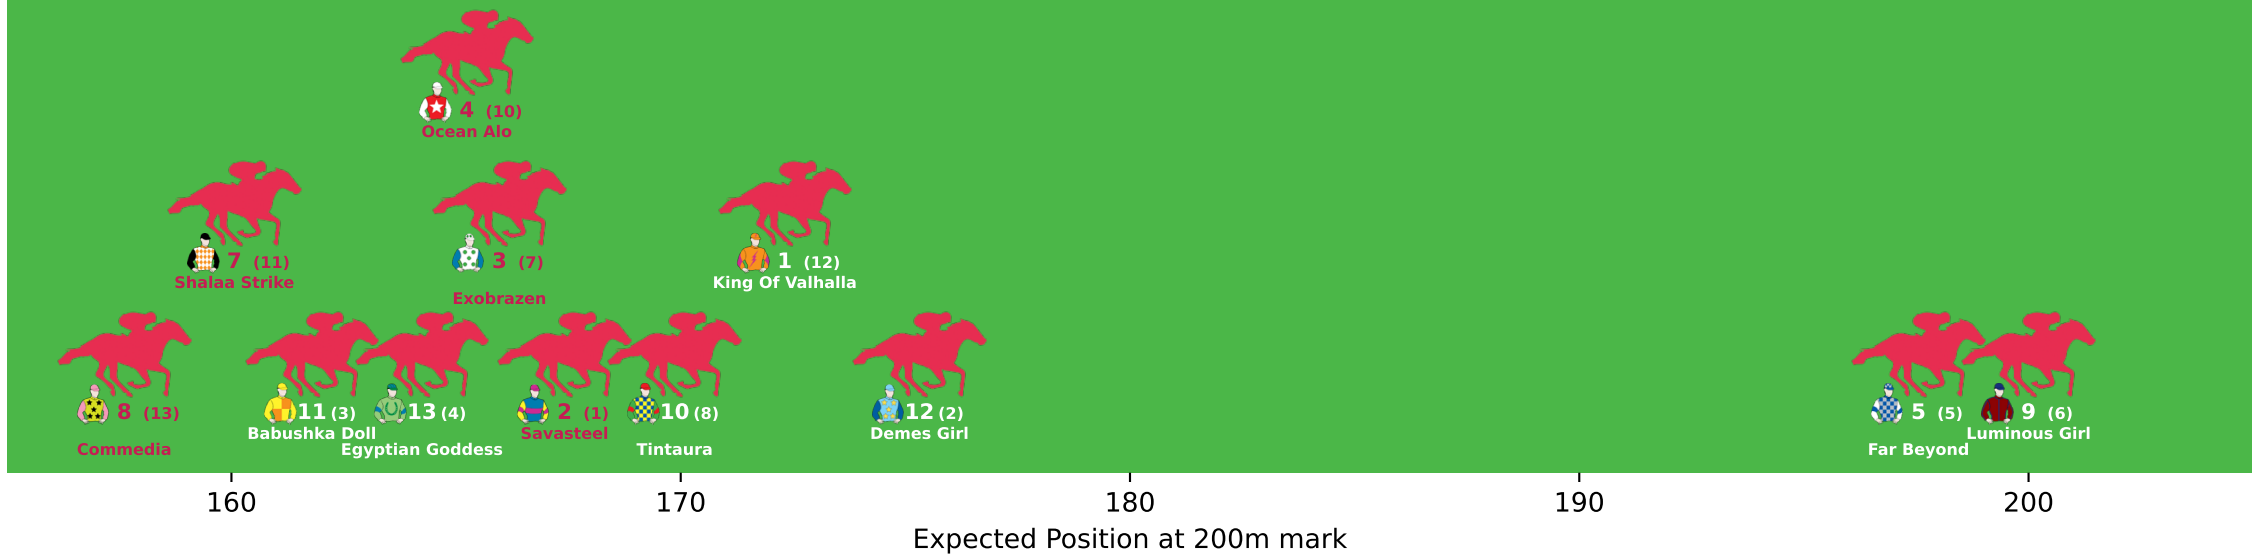 4 (10)
Ocean Alo
7 (11)
Shalaa Strike
3 (7)
Exobrazen
1 (12)
King Of Valhalla
8 (13)
Commedia
11 (3)
Babushka Doll
13 (4)
Egyptian Goddess
2 (1)
Savasteel
10 (8)
Tintaura
12 (2)
Demes Girl
5 (5)
Far Beyond
9 (6)
Luminous Girl
160 170 180 190 200
Expected Position at 200m mark